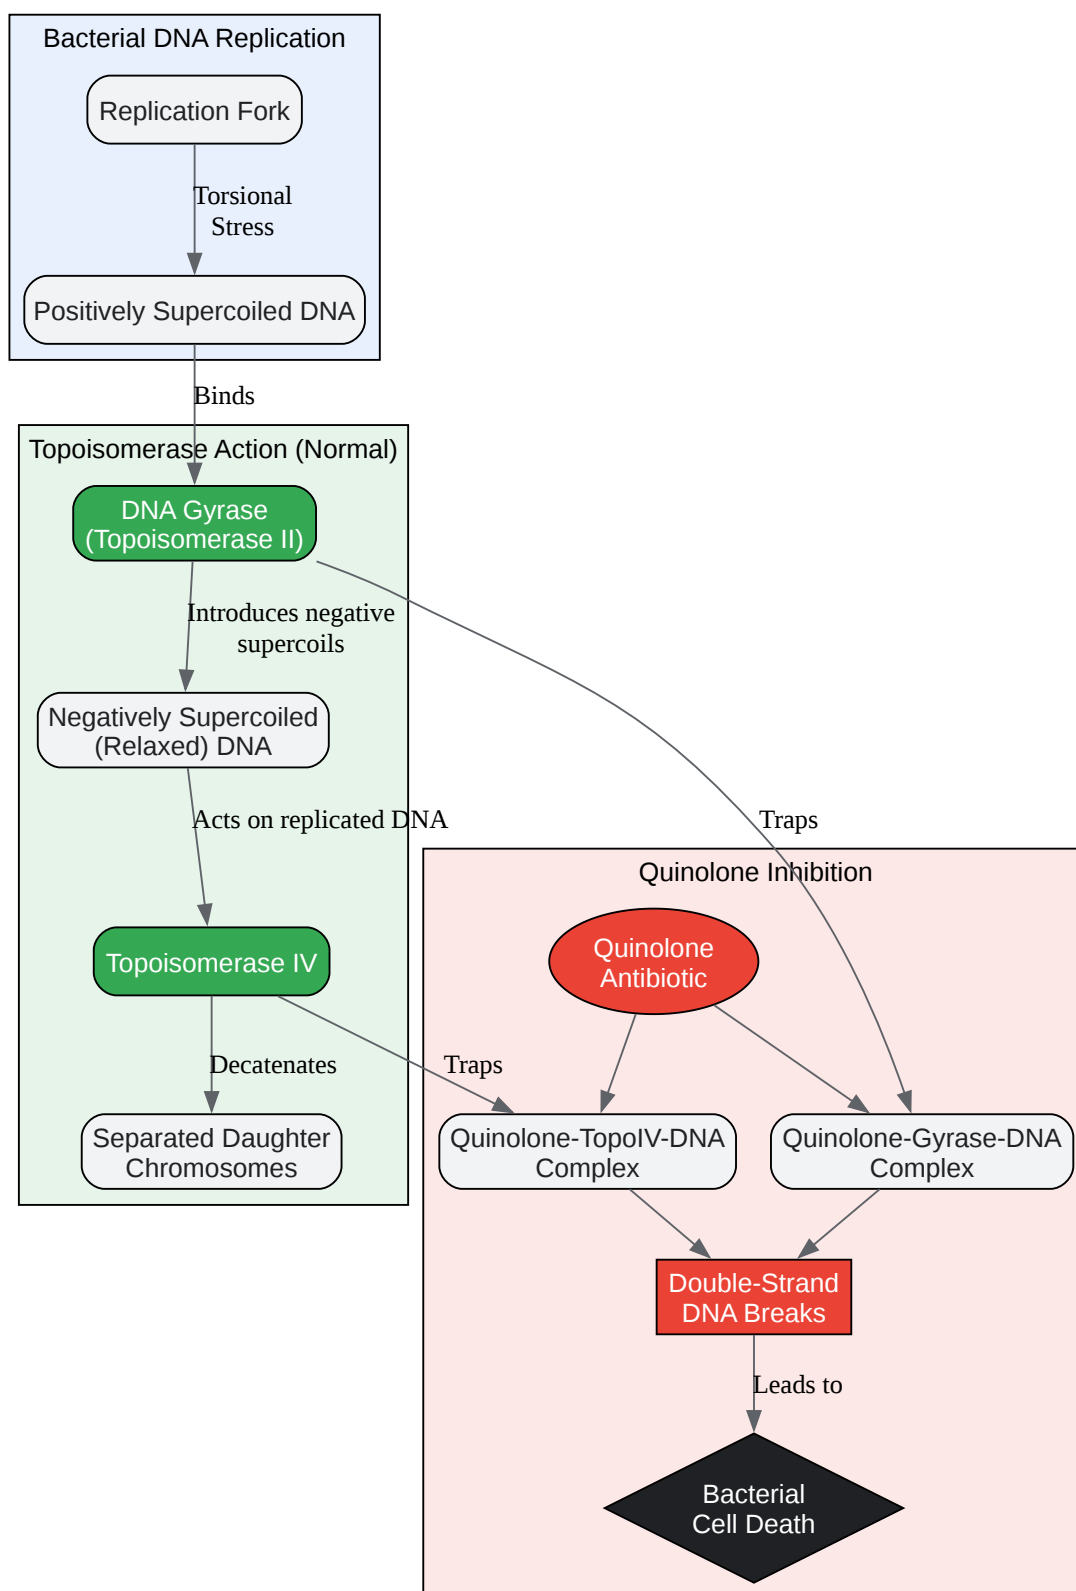 Bacterial DNA Replication
Replication Fork
Torsional
Stress
Positively Supercoiled DNA
Binds
Topoisomerase Action (Normal)
DNA Gyrase
(Topoisomerase II)
Introduces negative
supercoils
Negatively Supercoiled
(Relaxed) DNA
Acts on replicated DNA
Traps
Quinolone Inhibition
Quinolone
Antibiotic
Topoisomerase IV
Decatenates
Traps
Separated Daughter
Chromosomes
Quinolone-TopoIV-DNA
Complex
Quinolone-Gyrase-DNA
Complex
Double-Strand
DNA Breaks
Leads to
Bacterial
Cell Death